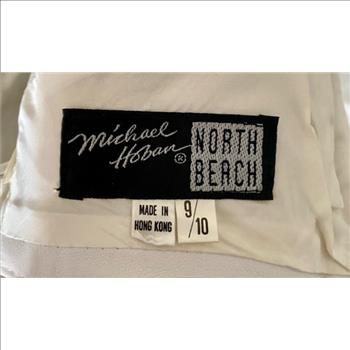 Michael
Hoban®
NORTH
BEACH
MADE IN
HONG KONG
9/10